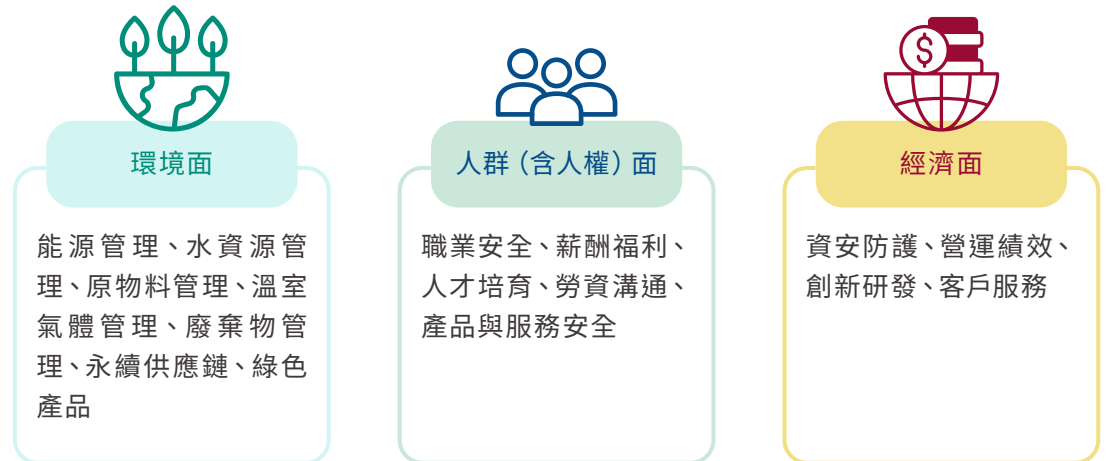 環境面
能源管理、水資源管
理、原物料管理、溫室
氣體管理、廢棄物管
理、永續供應鏈、綠色
產品
人群（含人權）面
職業安全、薪酬福利、
人才培育、勞資溝通、
產品與服務安全
$
經濟面
資安防護、營運績效、
創新研發、客戶服務